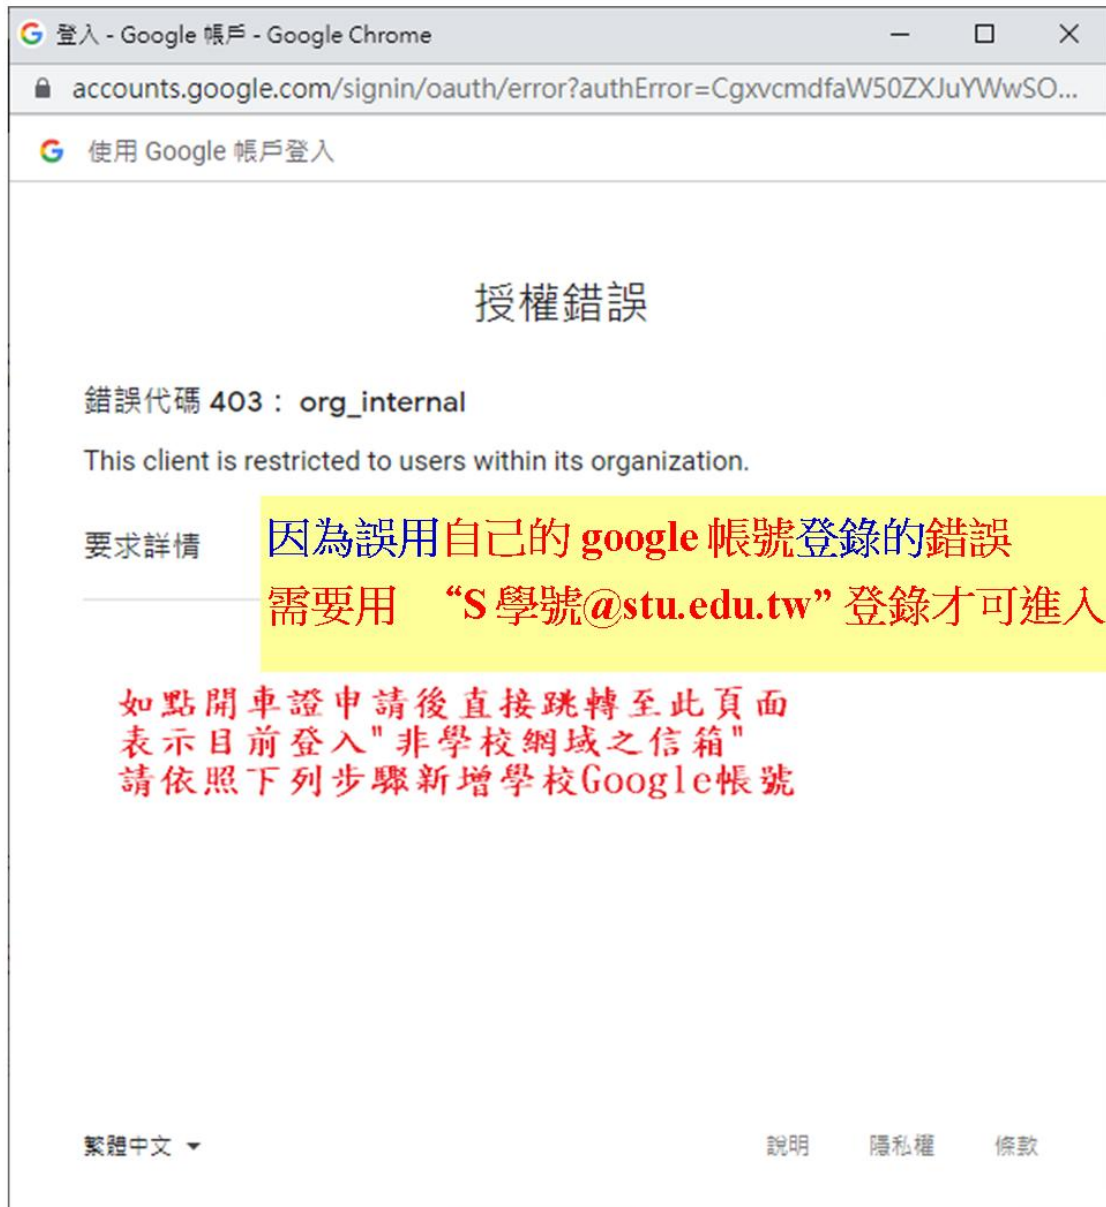 登入 - Google 帳戶 - Google Chrome
accounts.google.com/signin/oauth/error?authError=CgxvcmdfaW50ZXJuYWwSO...
使用 Google 帳戶登入
授權錯誤
錯誤代碼 403： org_internal
This client is restricted to users within its organization.
要求詳情
因為誤用自己的 google 帳號登錄的錯誤
需要用 “S 學號@stu.edu.tw” 登錄才可進入
如點開車證申請後直接跳轉至此頁面
表示目前登入"非學校網域之信箱"
請依照下列步驟新增學校Google帳號
繁體中文
說明 隱私權 條款